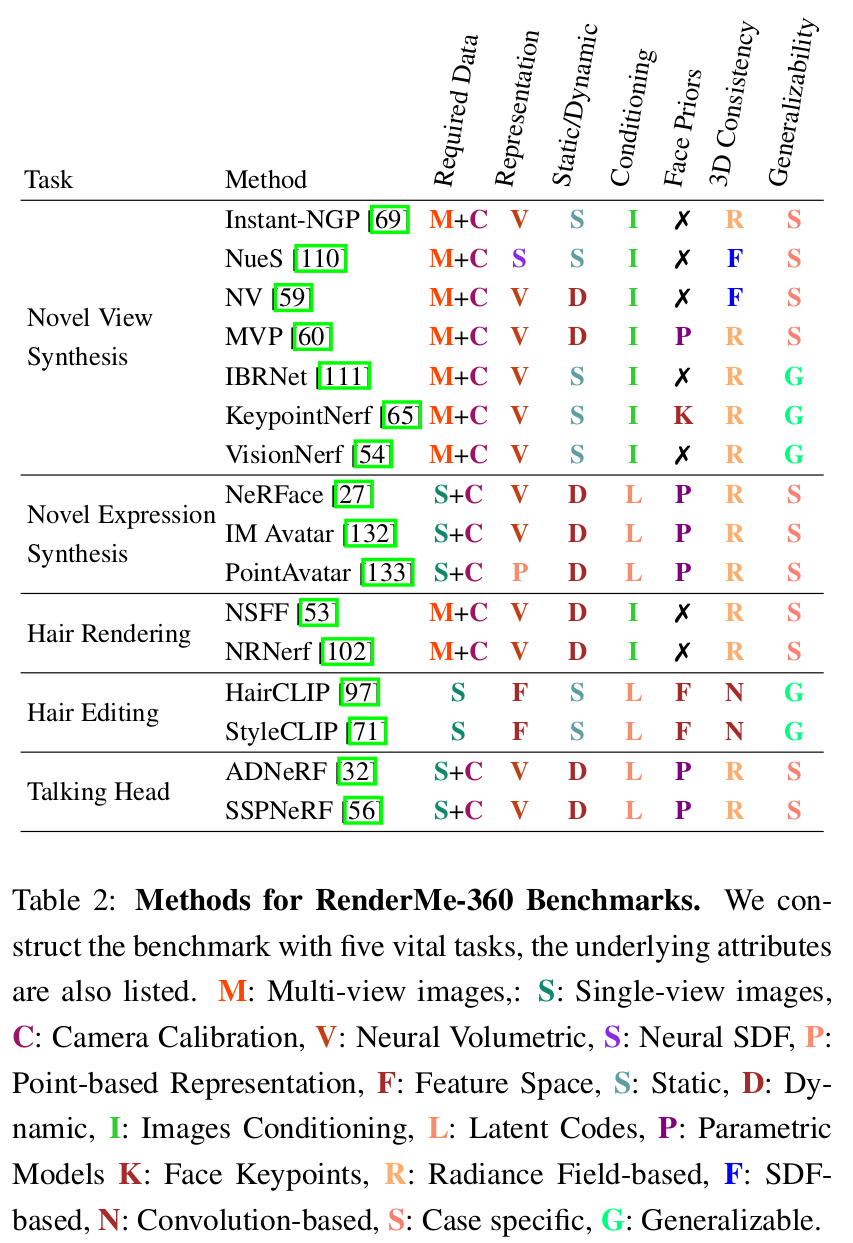 Task Method Required Data Representation Static/Dynamic Conditioning Face Priors 3D Consistency Generalizability
Novel View Synthesis
Instant-NGP [69] M+C V S I ✗ R S
NueS [110] M+C S S I ✗ F S
NV [59] M+C V D I ✗ F S
MVP [60] M+C V D I P R S
IBRNet [111] M+C V S I ✗ R G
KeypointNerf [65] M+C V S I K R G
VisionNerf [54] M+C V S I ✗ R G
Novel Expression Synthesis
NeRFace [27] S+C V D L P R S
IM Avatar [132] S+C V D L P R S
PointAvatar [133] S+C P D L P R S
Hair Rendering
NSFF [53] M+C V D I ✗ R S
NRNerf [102] M+C V D I ✗ R S
Hair Editing
HairCLIP [97] S F S L F N G
StyleCLIP [71] S F S L F N G
Talking Head
ADNeRF [32] S+C V D L P R S
SSPNeRF [56] S+C V D L P R S
Table 2: Methods for RenderMe-360 Benchmarks. We con-
struct the benchmark with five vital tasks, the underlying attributes
are also listed. M: Multi-view images,: S: Single-view images,
C: Camera Calibration, V: Neural Volumetric, S: Neural SDF, P:
Point-based Representation, F: Feature Space, S: Static, D: Dy-
namic, I: Images Conditioning, L: Latent Codes, P: Parametric
Models K: Face Keypoints, R: Radiance Field-based, F: SDF-
based, N: Convolution-based, S: Case specific, G: Generalizable.